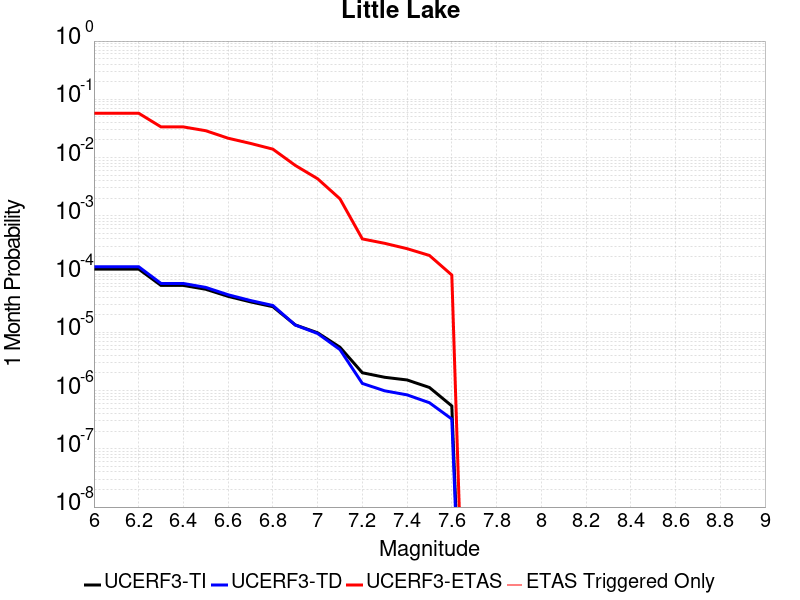 Little Lake
10^0
10^-1
10^-2
10^-3
10^-4
10^-5
10^-6
10^-7
10^-8
1 Month Probability
6 6.2 6.4 6.6 6.8 7 7.2 7.4 7.6 7.8 8 8.2 8.4 8.6 8.8 9
Magnitude
UCERF3-TI UCERF3-TD UCERF3-ETAS ETAS Triggered Only